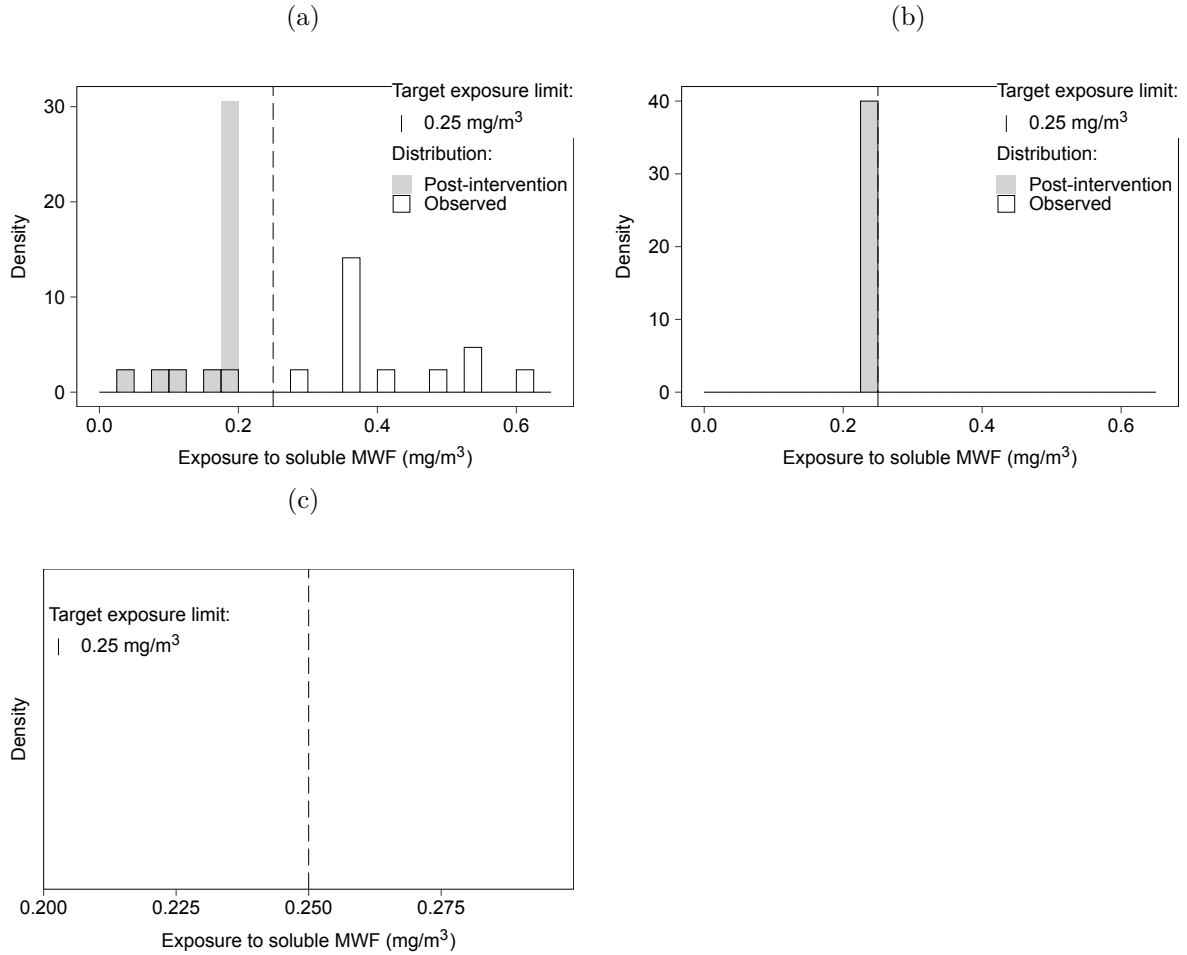 (a)
Target exposure limit:
0.25 mg/m³
Distribution:
Post-intervention
Observed
30
20
10
0
Density
0.0 0.2 0.4 0.6
Exposure to soluble MWF (mg/m³)
(b)
Target exposure limit:
0.25 mg/m³
Distribution:
Post-intervention
Observed
40
30
20
10
0
Density
0.0 0.2 0.4 0.6
Exposure to soluble MWF (mg/m³)
(c)
Target exposure limit:
0.25 mg/m³
Density
0.200 0.225 0.250 0.275
Exposure to soluble MWF (mg/m³)